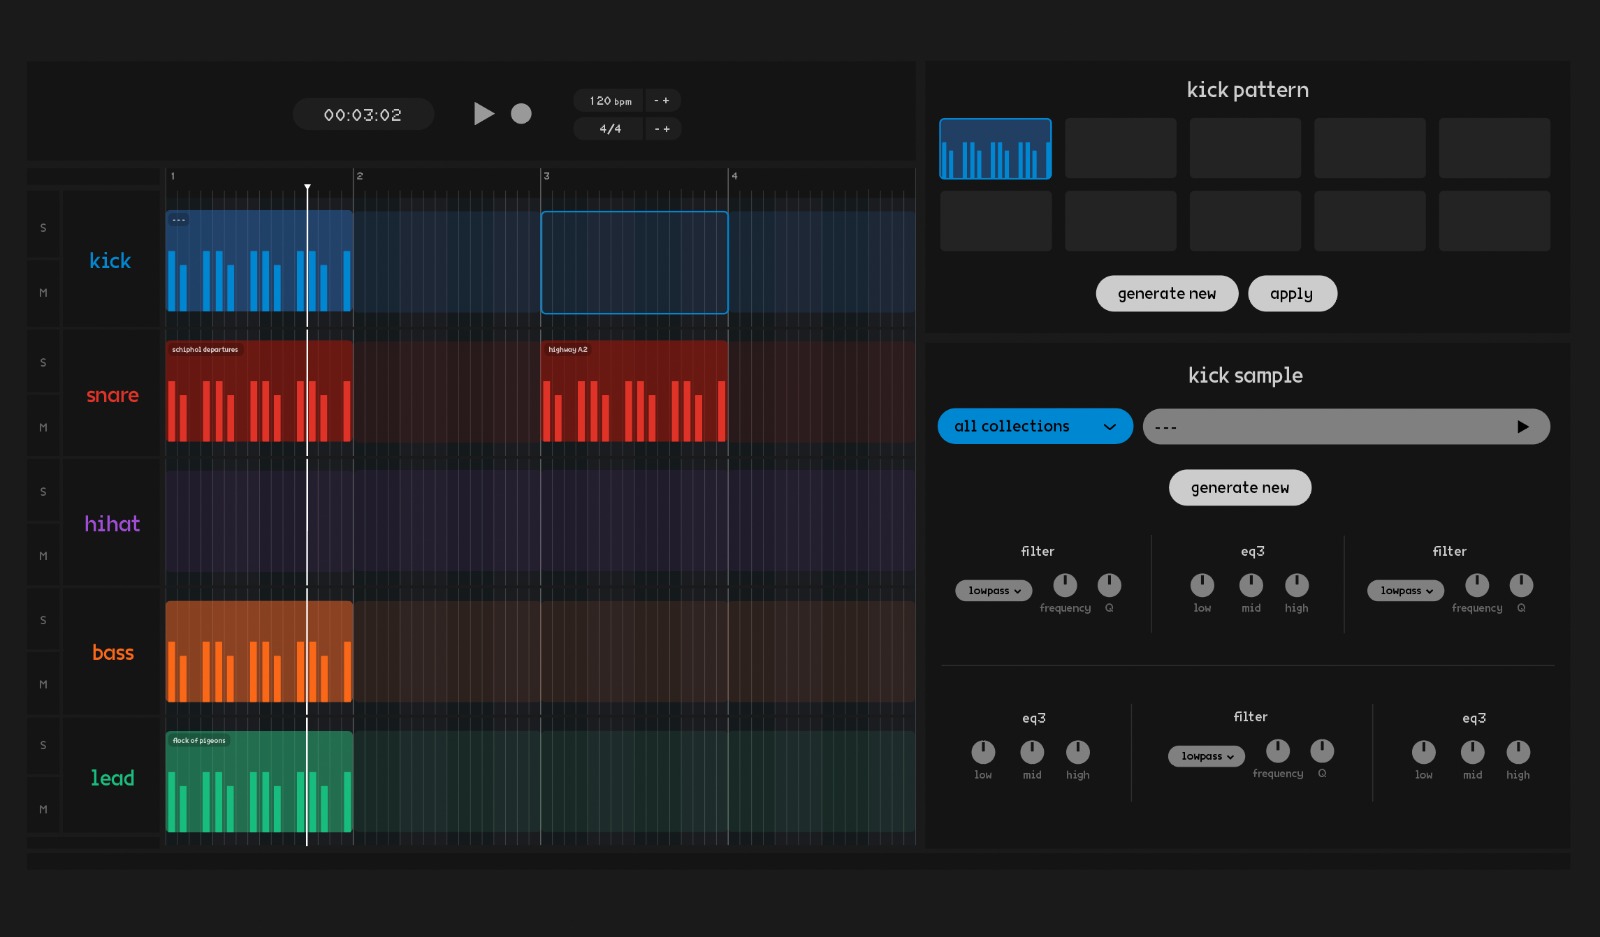 00:03:02
120 bpm
- +
4/4
- +
1
2
3
4
S
M
kick
---
S
M
snare
schiphol departures
highway A2
S
M
hihat
S
M
bass
S
M
lead
flock of pigeons
kick pattern
generate new
apply
kick sample
all collections
---
generate new
filter
lowpass
frequency
Q
eq3
low
mid
high
filter
lowpass
frequency
Q
eq3
low
mid
high
filter
lowpass
frequency
Q
eq3
low
mid
high